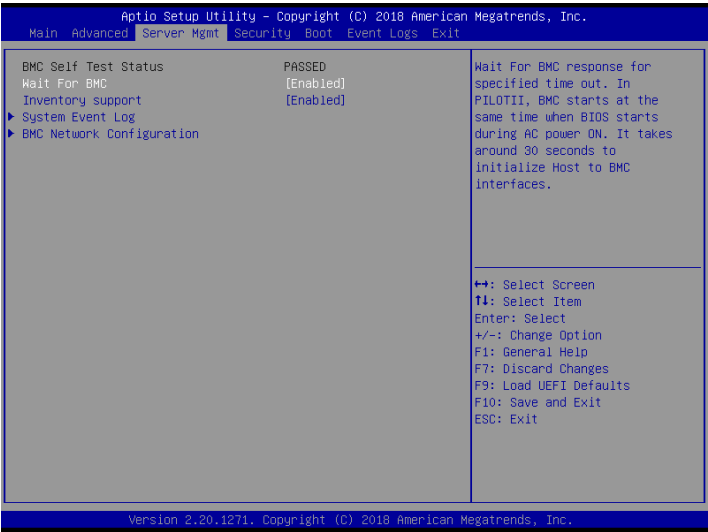 Aptio Setup Utility – Copyright (C) 2018 American Megatrends, Inc.
Main Advanced Server Mgmt Security Boot Event Logs Exit
BMC Self Test Status PASSED
Wait For BMC [Enabled]
Inventory support [Enabled]
System Event Log
BMC Network Configuration
Wait For BMC response for
specified time out. In
PILOTII, BMC starts at the
same time when BIOS starts
during AC power ON. It takes
around 30 seconds to
initialize Host to BMC
interfaces.
↔: Select Screen
↑↓: Select Item
Enter: Select
+/-: Change Option
F1: General Help
F7: Discard Changes
F9: Load UEFI Defaults
F10: Save and Exit
ESC: Exit
Version 2.20.1271. Copyright (C) 2018 American Megatrends, Inc.